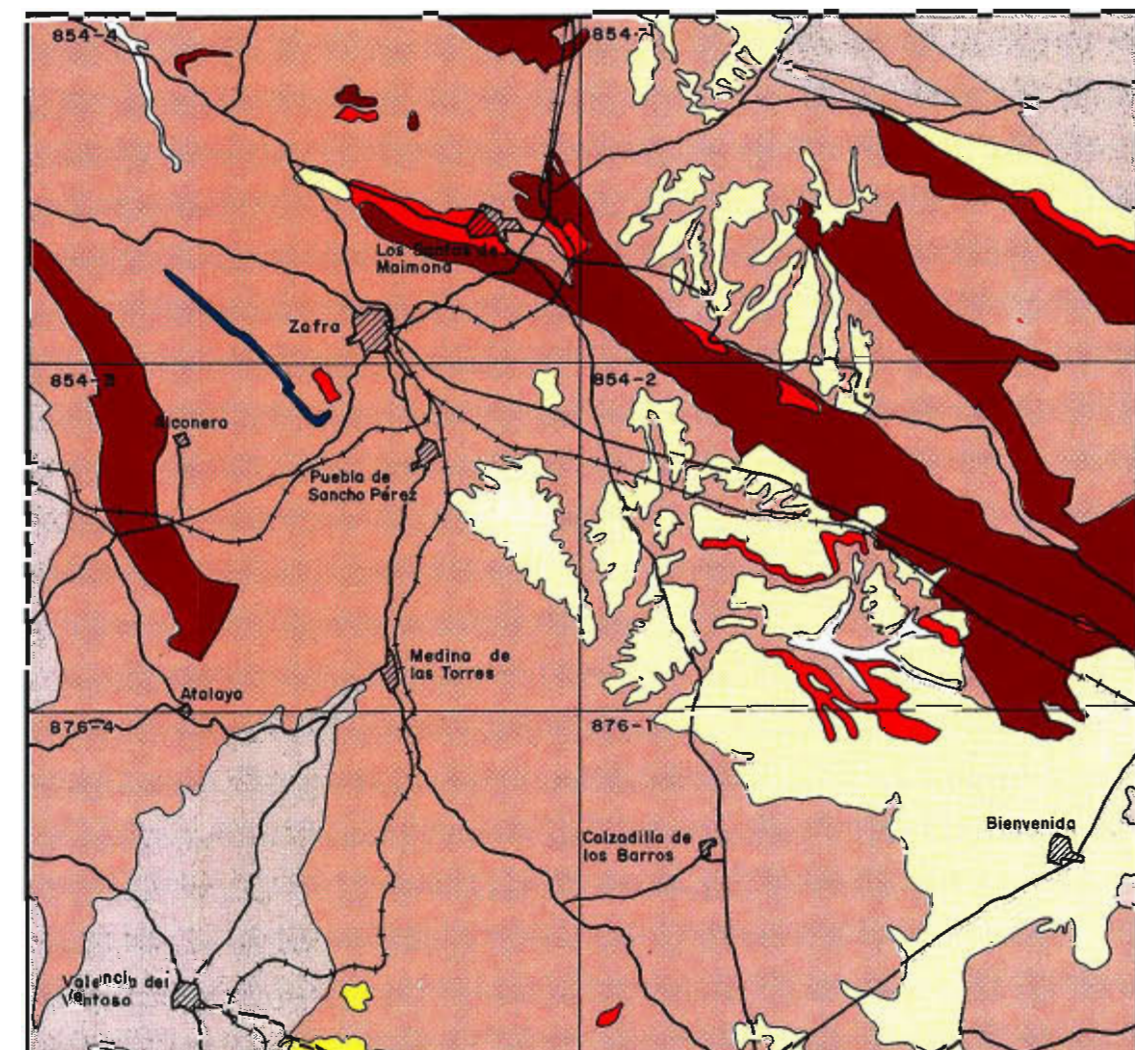 854-4
854-1
Los Santos de
Maimona
Zafra
854-3
854-2
Alconera
Puebla de
Sancho Pérez
Medina de
las Torres
Atalaya
876-4
876-1
Calzadilla de
los Barros
Bienvenida
Valencia del
Ventoso